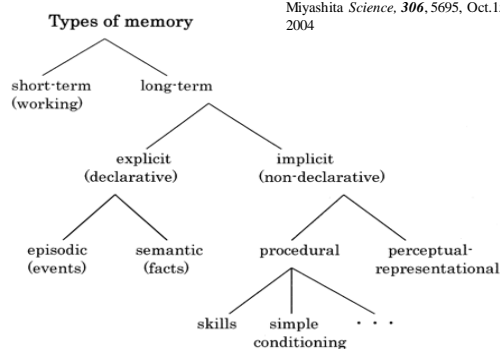 Miyashita Science, 306, 5695, Oct.1
2004
Types of memory
short-term
(working)
long-term
explicit
(declarative)
implicit
(non-declarative)
episodic
(events)
semantic
(facts)
procedural
perceptual-
representational
skills
simple
conditioning
. . .